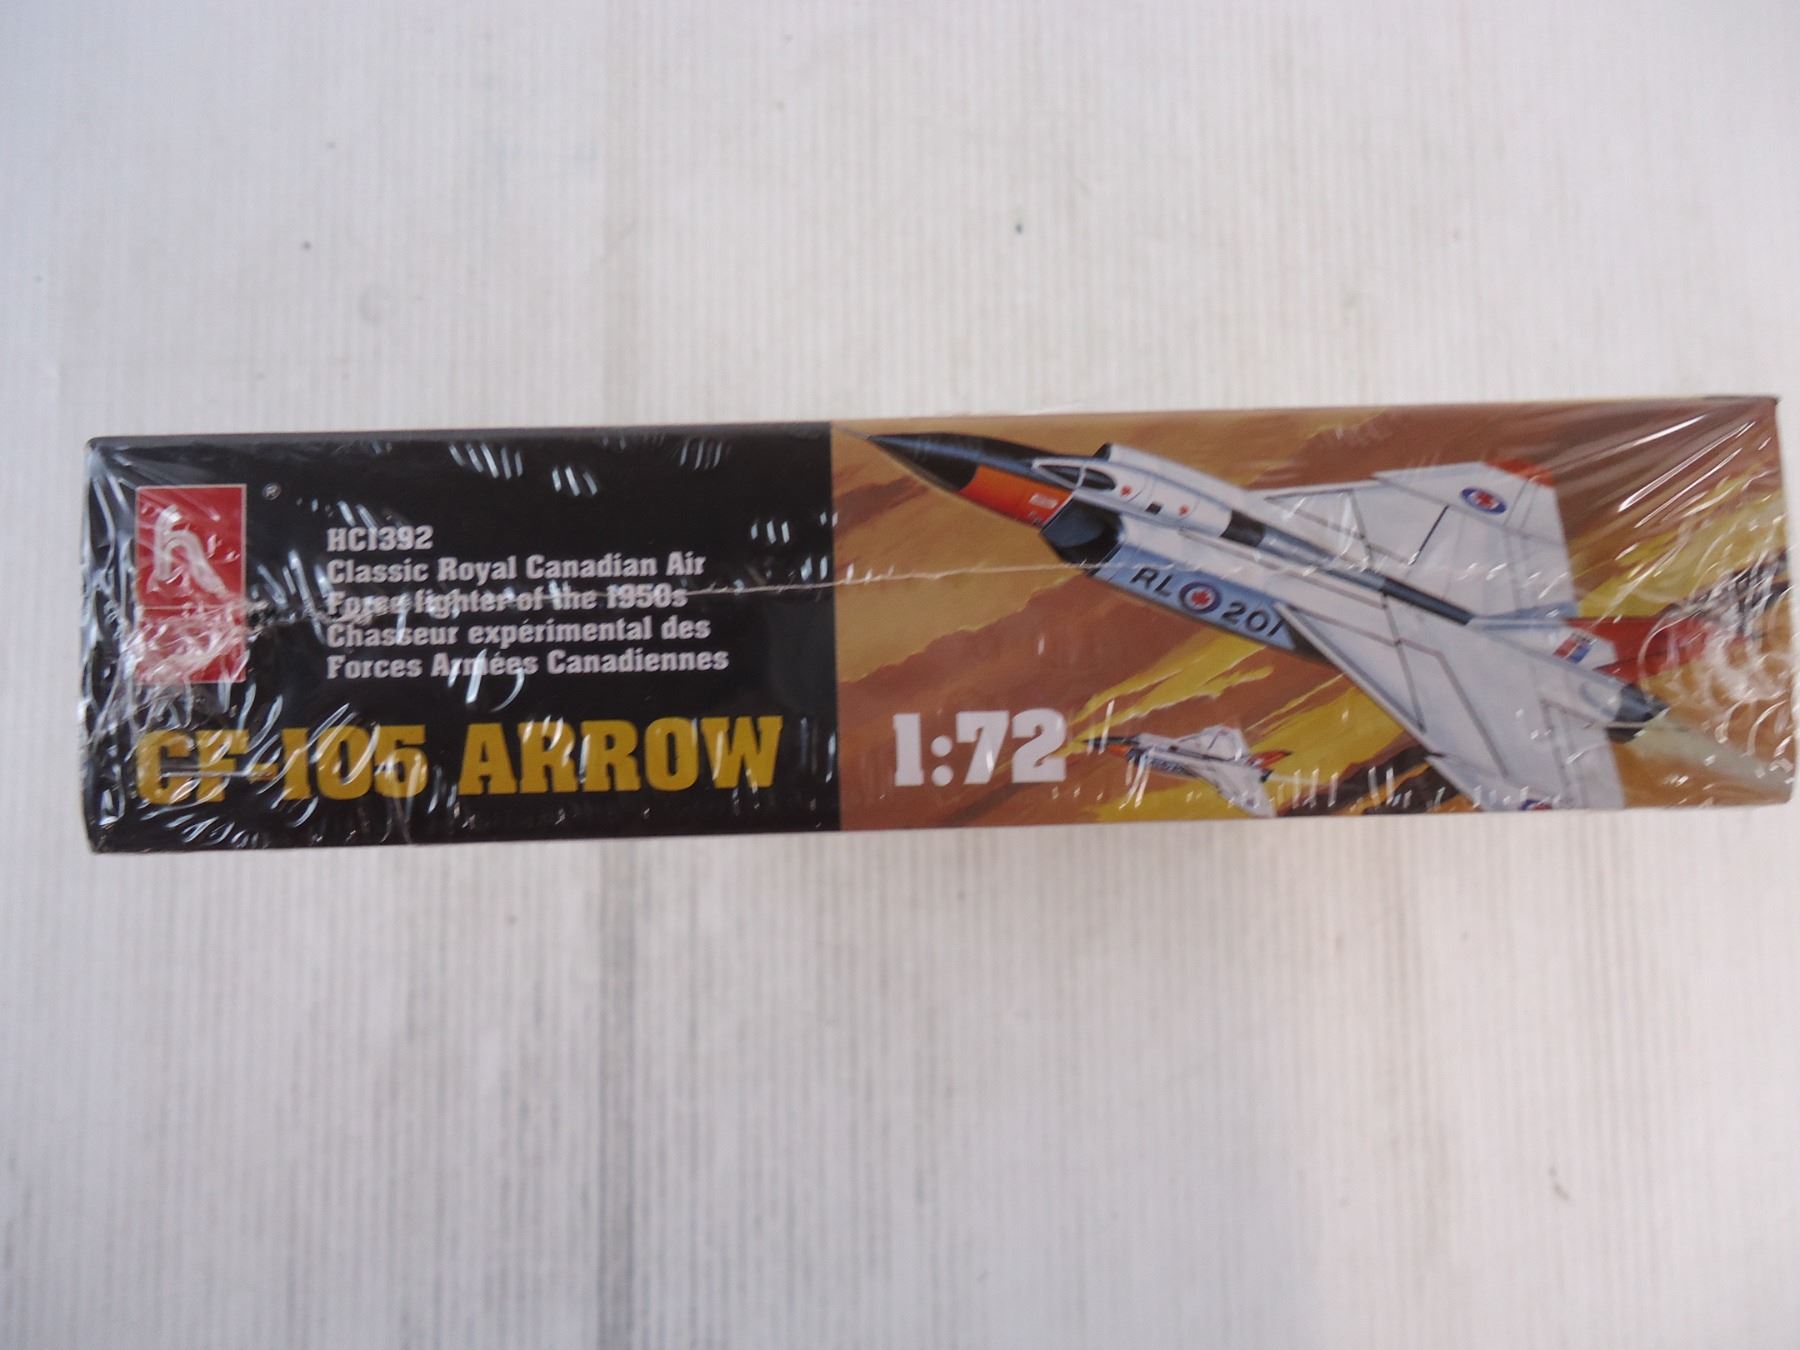 ®
HC1392
Classic Royal Canadian Air
Force fighter of the 1950s
Chasseur expérimental des
Forces Armées Canadiennes
CF-105 ARROW
1:72
RL 201